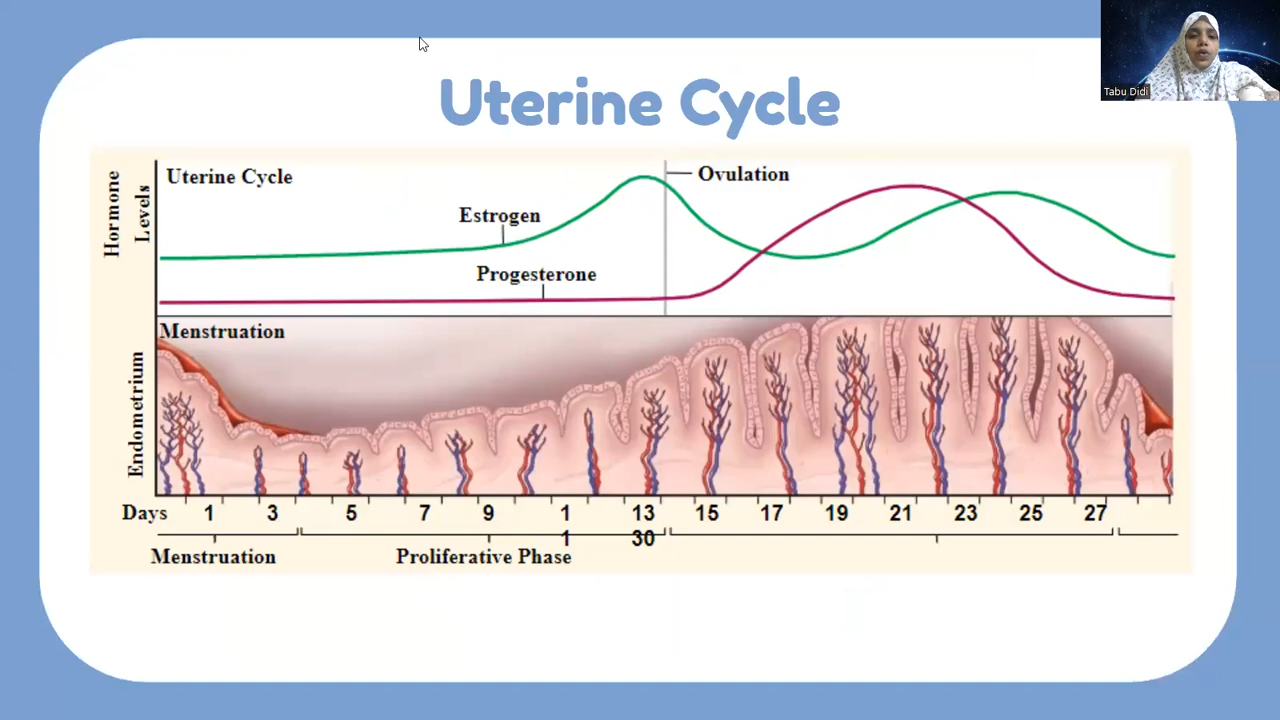 Tabu Didi
Uterine Cycle
Hormone
Levels
Uterine Cycle
Ovulation
Estrogen
Progesterone
Menstruation
Endometrium
Days 1 3 5 7 9 1 13 15 17 19 21 23 25 27
1 30
Menstruation Proliferative Phase